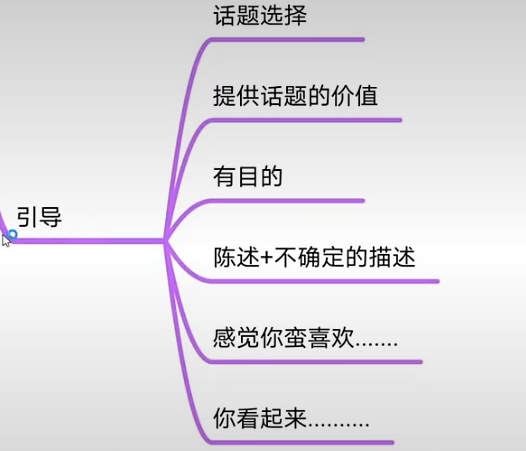 话题选择
提供话题的价值
有目的
引导
陈述+不确定的描述
感觉你蛮喜欢.......
你看起来..........